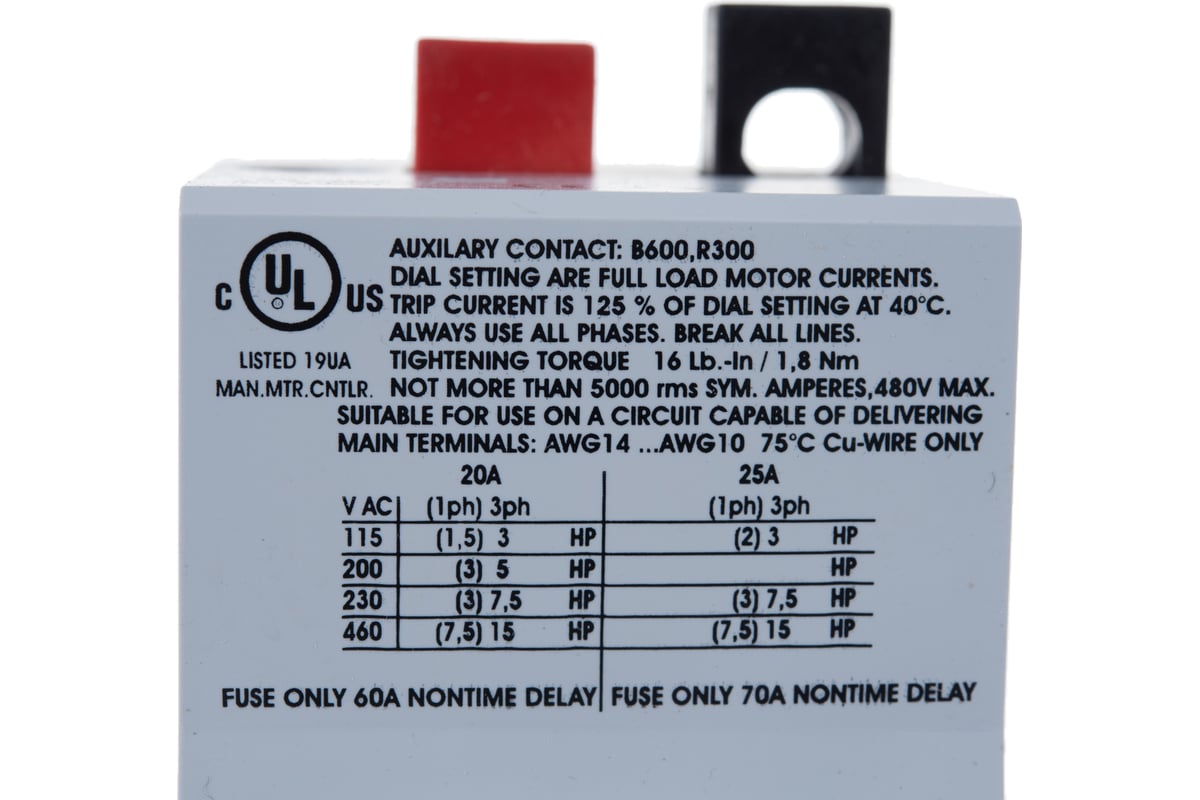 AUXILARY CONTACT: B600,R300
DIAL SETTING ARE FULL LOAD MOTOR CURRENTS.
C UL US TRIP CURRENT IS 125 % OF DIAL SETTING AT 40°C.
ALWAYS USE ALL PHASES. BREAK ALL LINES.
LISTED 19UA TIGHTENING TORQUE 16 Lb.-In / 1,8 Nm
MAN.MTR.CNTLR. NOT MORE THAN 5000 rms SYM. AMPERES,480V MAX.
SUITABLE FOR USE ON A CIRCUIT CAPABLE OF DELIVERING
MAIN TERMINALS: AWG14 ...AWG10 75°C Cu-WIRE ONLY
20A 25A
V AC (1ph) 3ph (1ph) 3ph
115 (1,5) 3 HP (2) 3 HP
200 (3) 5 HP HP
230 (3) 7,5 HP (3) 7,5 HP
460 (7,5) 15 HP (7,5) 15 HP
FUSE ONLY 60A NONTIME DELAY FUSE ONLY 70A NONTIME DELAY